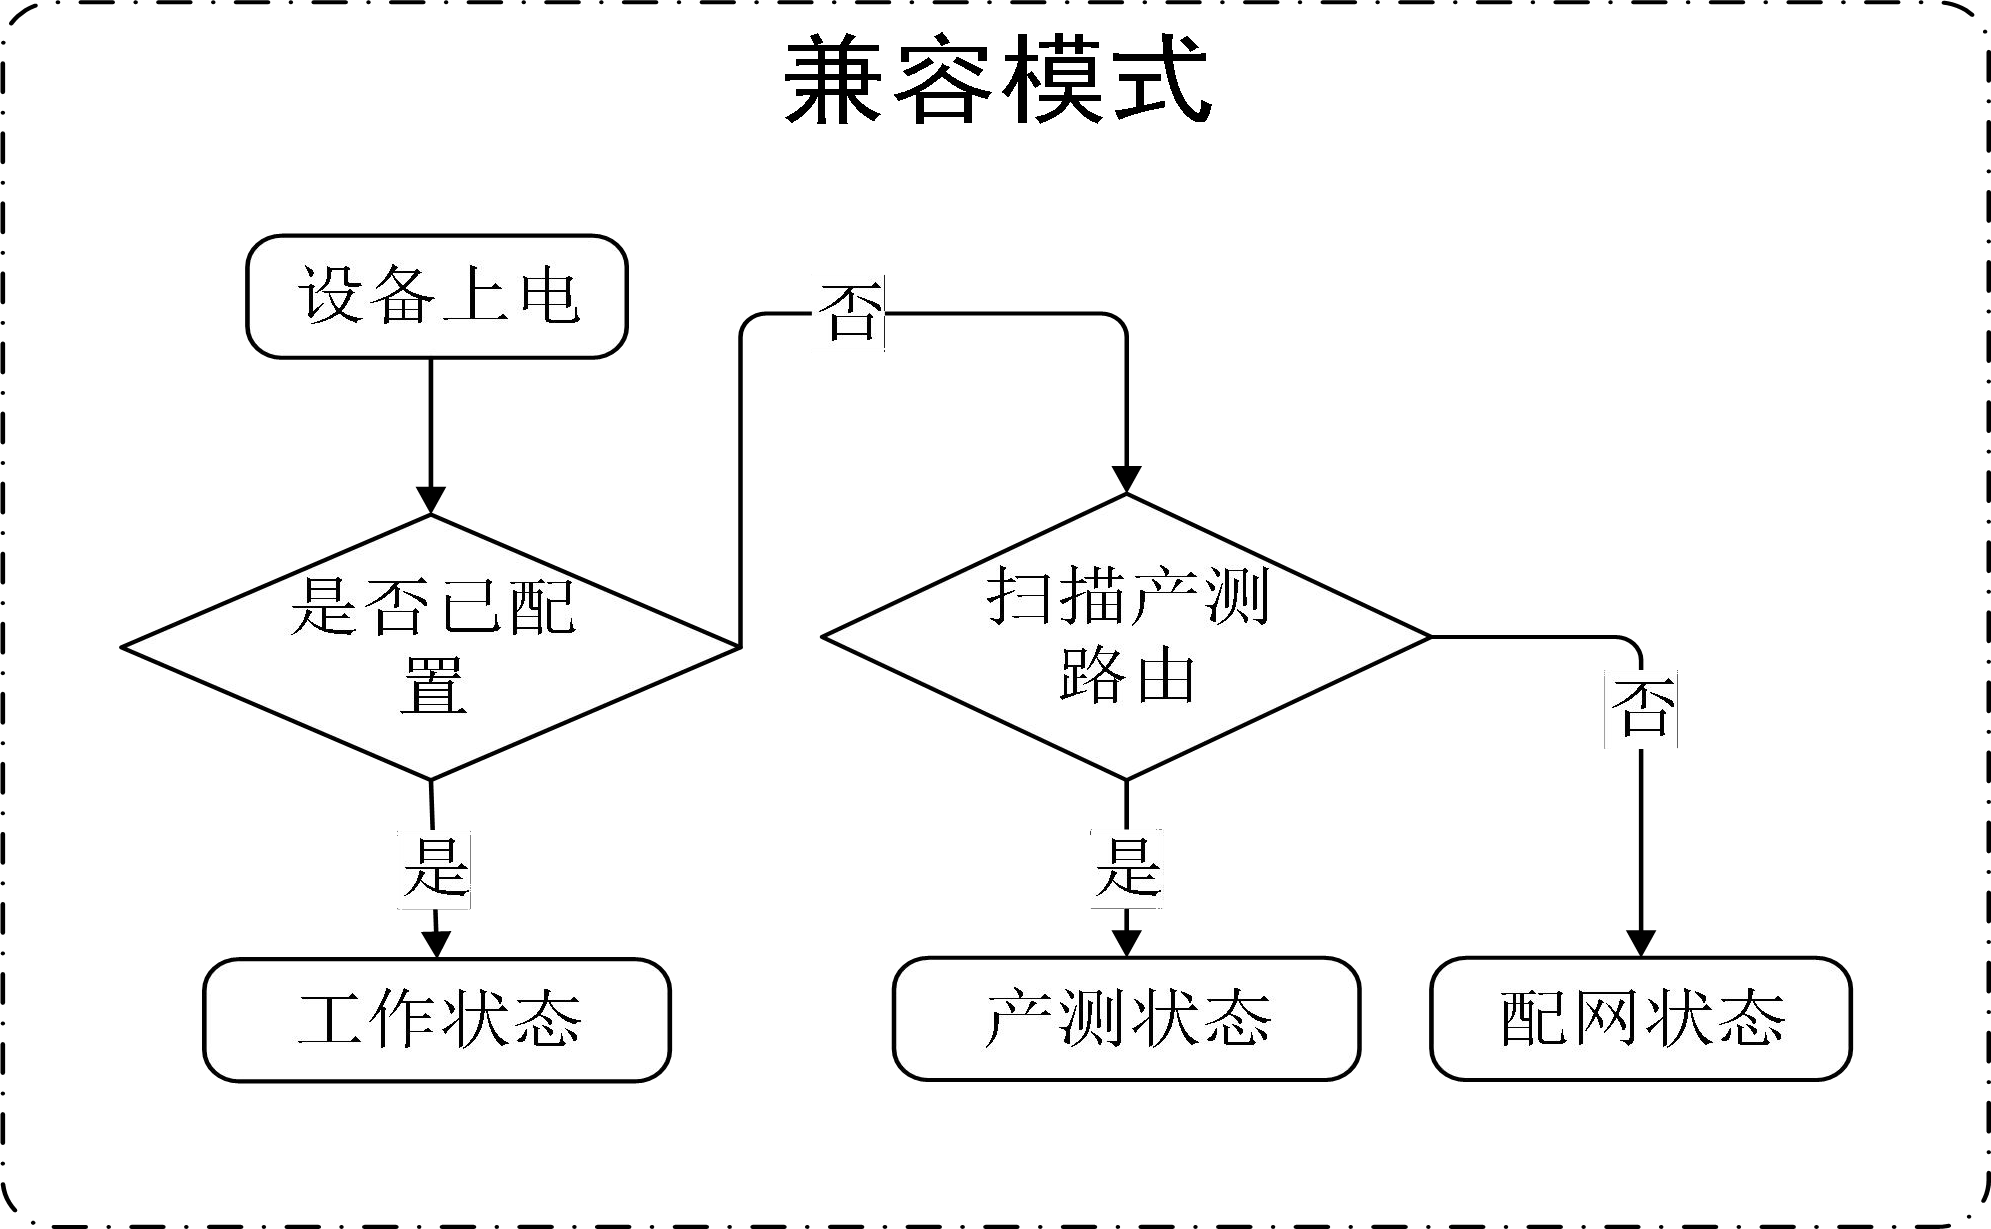 兼容模式
设备上电
否
是否已配
置
扫描产测
路由
否
是
是
工作状态
产测状态
配网状态